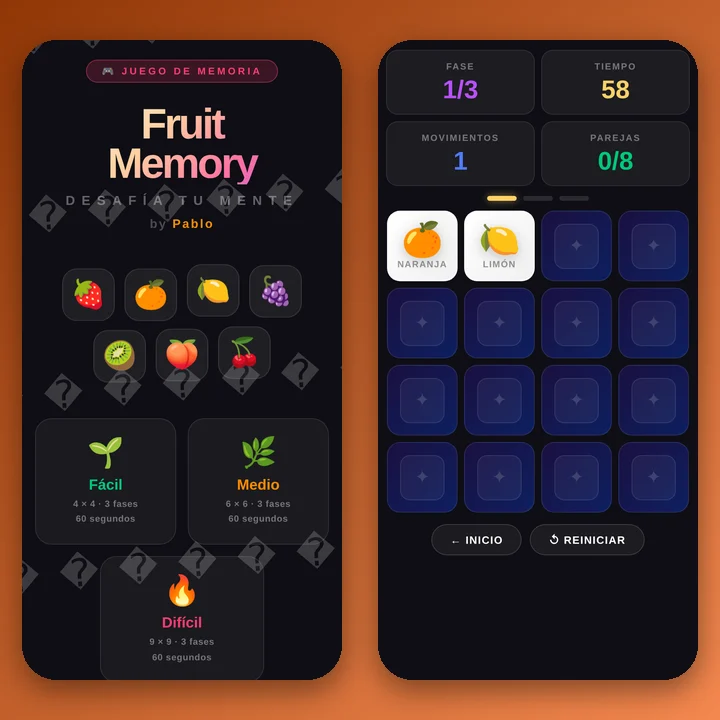 🎮 JUEGO DE MEMORIA
Fruit
Memory
DESAFÍA TU MENTE
by Pablo
Fácil
4 × 4 · 3 fases
60 segundos
Medio
6 × 6 · 3 fases
60 segundos
Difícil
9 × 9 · 3 fases
60 segundos
FASE
1/3
TIEMPO
58
MOVIMIENTOS
1
PAREJAS
0/8
NARANJA
LIMÓN
← INICIO
↺ REINICIAR